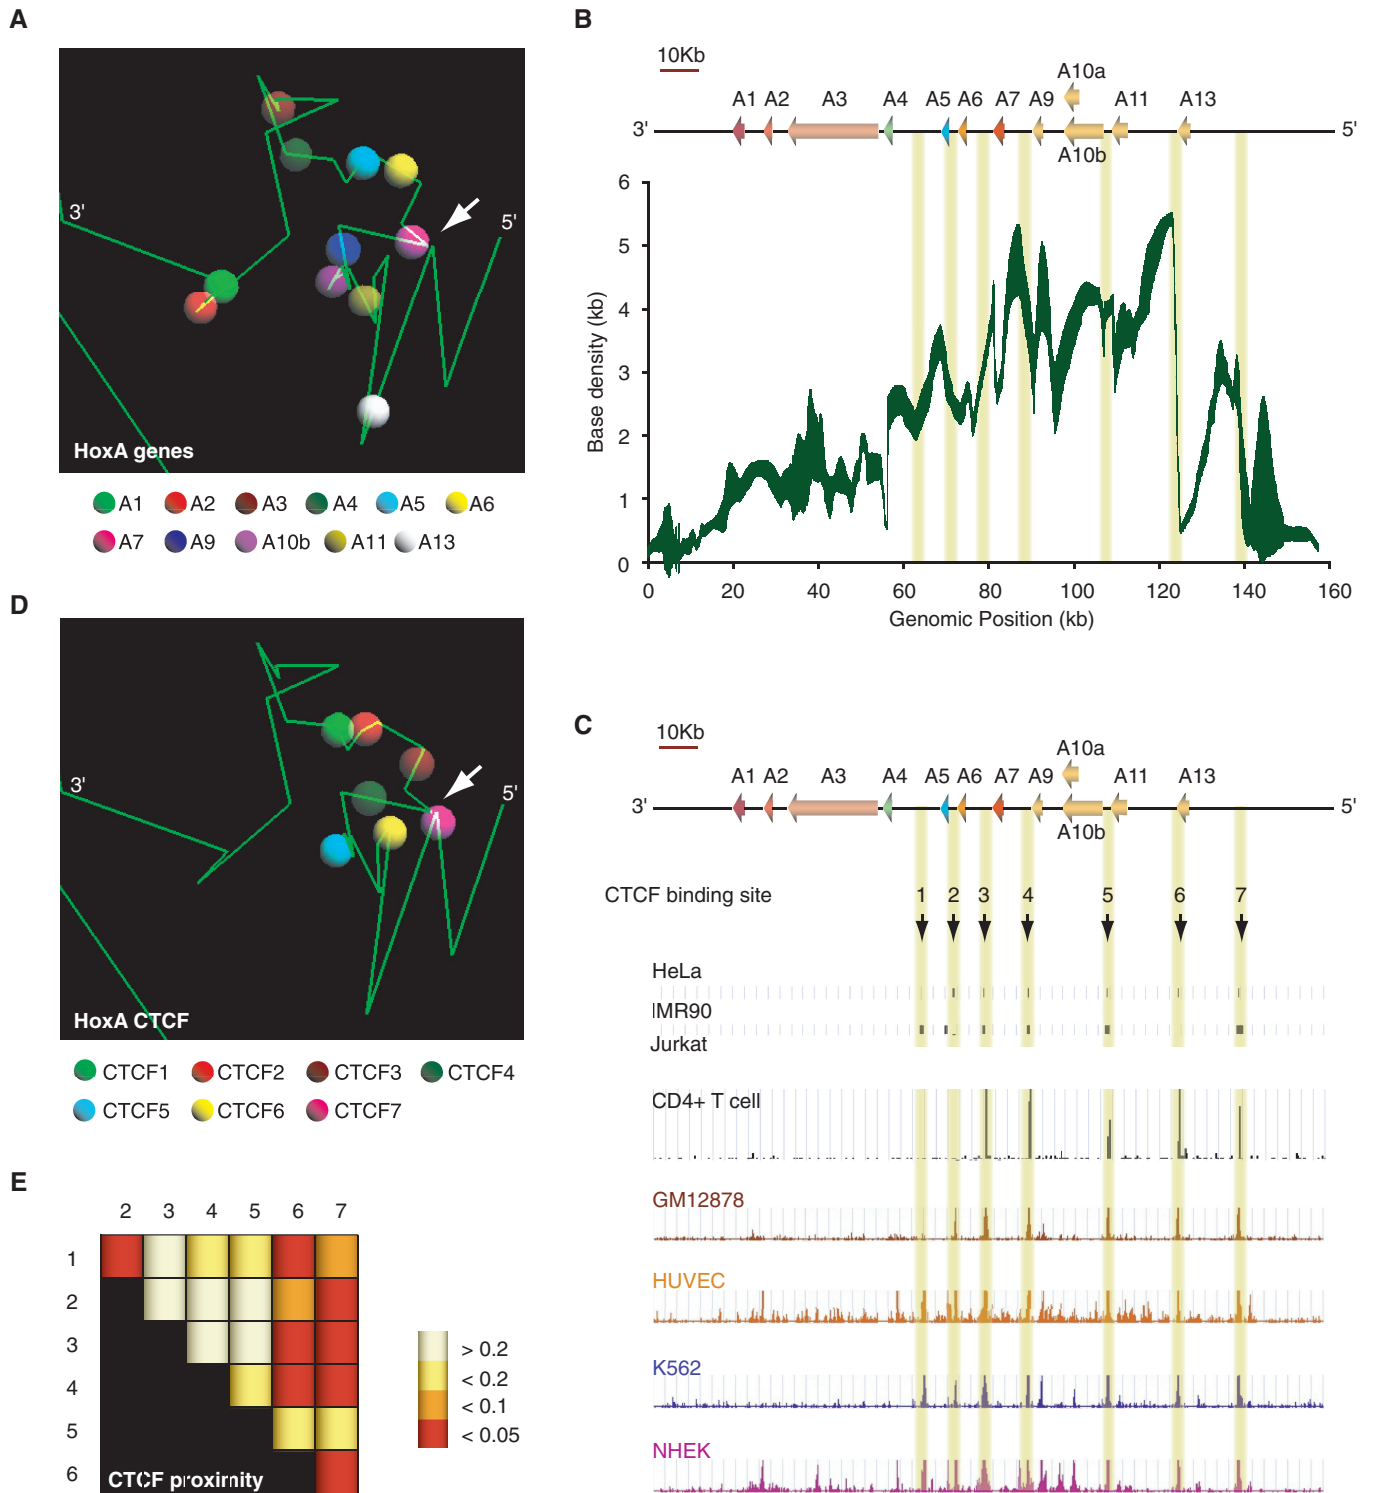 A
3'
5'
HoxA genes
A1 A2 A3 A4 A5 A6
A7 A9 A10b A11 A13
B
10Kb
A10a
A1 A2 A3 A4 A5 A6 A7 A9 A11 A13
3' 5'
A10b
6
5
4
3
2
1
0
Base density (kb)
0 20 40 60 80 100 120 140 160
Genomic Position (kb)
C
10Kb
A10a
A1 A2 A3 A4 A5 A6 A7 A9 A11 A13
3' 5'
A10b
CTCF binding site 1 2 3 4 5 6 7
HeLa
IMR90
Jurkat
CD4+ T cell
GM12878
HUVEC
K562
NHEK
D
3'
5'
HoxA CTCF
CTCF1 CTCF2 CTCF3 CTCF4
CTCF5 CTCF6 CTCF7
E
2 3 4 5 6 7
1
2
3
4
5
6
CTCF proximity
> 0.2
< 0.2
< 0.1
< 0.05